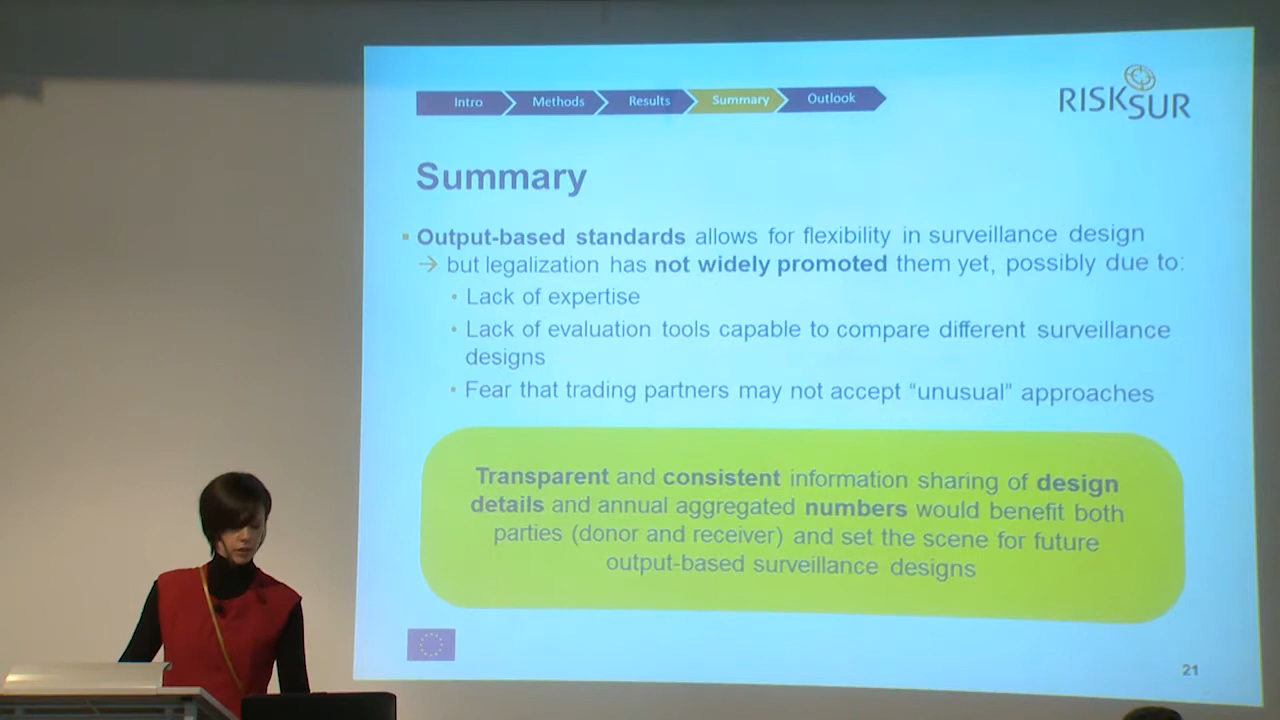 Intro
Methods
Results
Summary
Outlook
RISKSUR
Summary
Output-based standards allows for flexibility in surveillance design
→ but legalization has not widely promoted them yet, possibly due to:
• Lack of expertise
• Lack of evaluation tools capable to compare different surveillance
designs
• Fear that trading partners may not accept “unusual” approaches
Transparent and consistent information sharing of design
details and annual aggregated numbers would benefit both
parties (donor and receiver) and set the scene for future
output-based surveillance designs
21